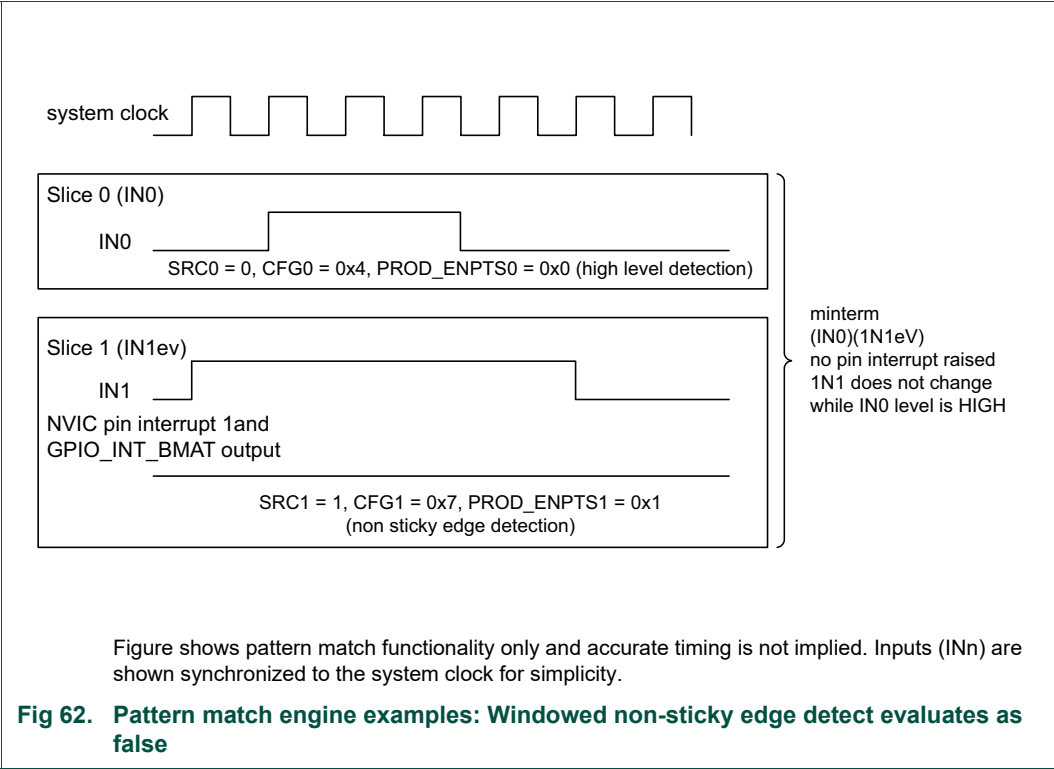 system clock
Slice 0 (IN0)
IN0
SRC0 = 0, CFG0 = 0x4, PROD_ENPTS0 = 0x0 (high level detection)
Slice 1 (IN1ev)
IN1
NVIC pin interrupt 1and
GPIO_INT_BMAT output
SRC1 = 1, CFG1 = 0x7, PROD_ENPTS1 = 0x1
(non sticky edge detection)
minterm
(IN0)(1N1eV)
no pin interrupt raised
1N1 does not change
while IN0 level is HIGH
Figure shows pattern match functionality only and accurate timing is not implied. Inputs (INn) are
shown synchronized to the system clock for simplicity.
Fig 62. Pattern match engine examples: Windowed non-sticky edge detect evaluates as
false